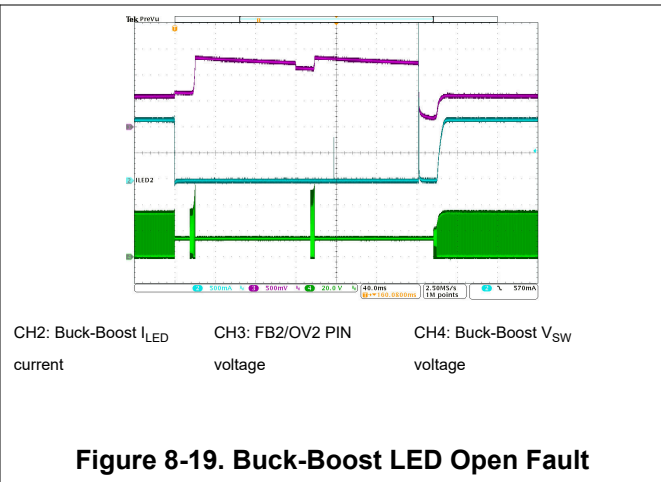 Tek PreVu
ILED2
2 500mA 3 500mV 4 20.0 V 40.0ms 2.50MS/s 2 570mA
160.0800ms 1M points
CH2: Buck-Boost ILED current
CH3: FB2/OV2 PIN voltage
CH4: Buck-Boost VSW voltage
Figure 8-19. Buck-Boost LED Open Fault